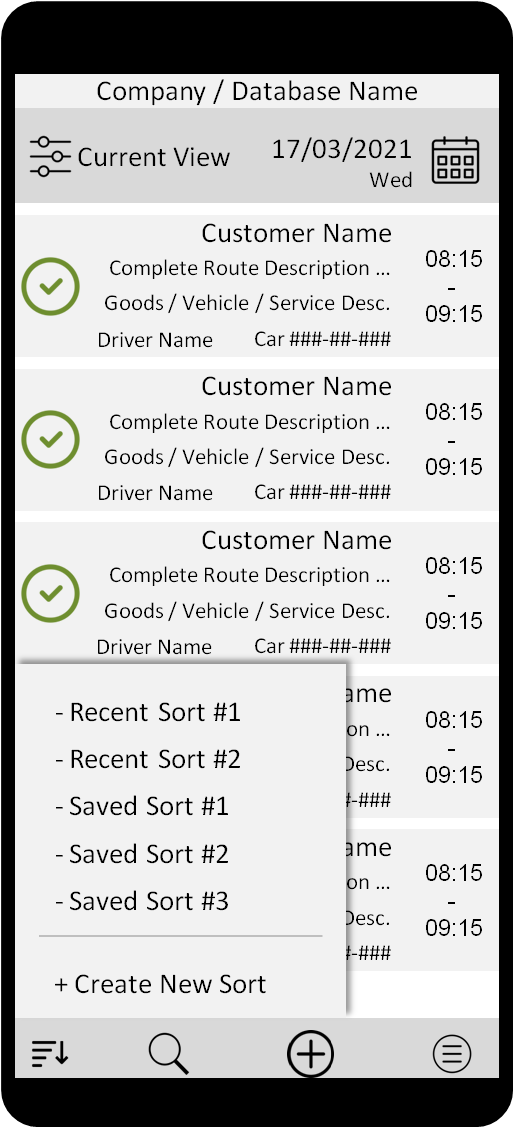 Company / Database Name
Current View
17/03/2021
Wed
Customer Name
Complete Route Description ...
Goods / Vehicle / Service Desc.
Driver Name Car ###-##-###
08:15
-
09:15
Customer Name
Complete Route Description ...
Goods / Vehicle / Service Desc.
Driver Name Car ###-##-###
08:15
-
09:15
Customer Name
Complete Route Description ...
Goods / Vehicle / Service Desc.
Driver Name Car ###-##-###
08:15
-
09:15
ame
on ...
Desc.
#-###
08:15
-
09:15
ame
on ...
Desc.
#-###
08:15
-
09:15
- Recent Sort #1
- Recent Sort #2
- Saved Sort #1
- Saved Sort #2
- Saved Sort #3
+ Create New Sort